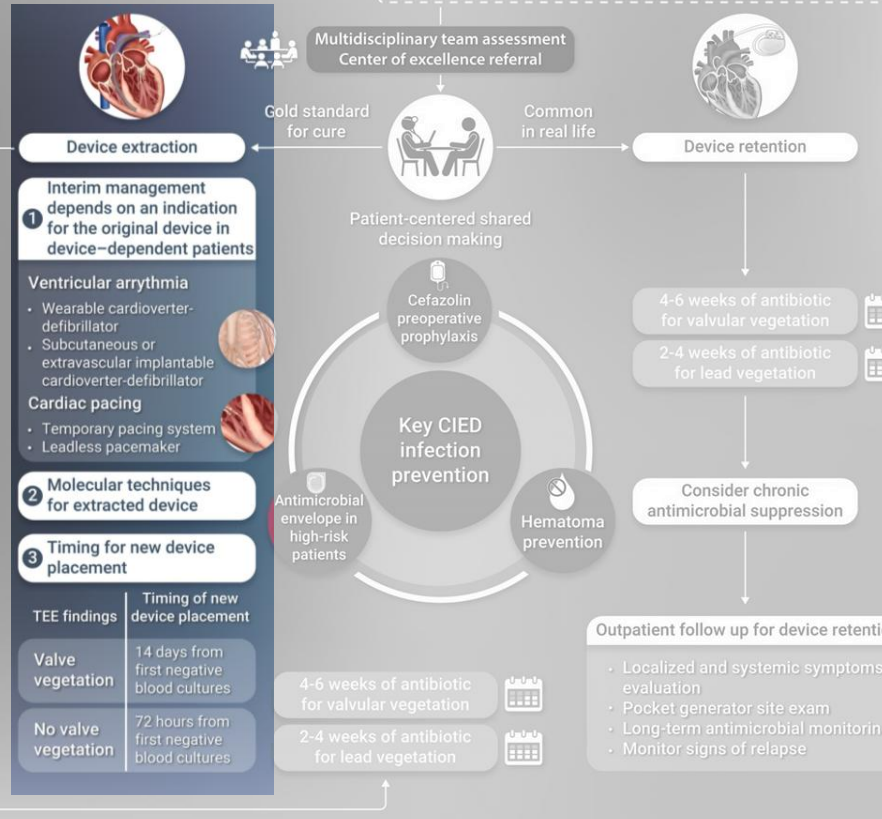 Multidisciplinary team assessment
Center of excellence referral
Gold standard
for cure
Common
in real life
Device extraction
Device retention
Patient-centered shared
decision making
1
Interim management
depends on an indication
for the original device in
device–dependent patients
Ventricular arrythmia
• Wearable cardioverter-
defibrillator
• Subcutaneous or
extravascular implantable
cardioverter-defibrillator
Cardiac pacing
• Temporary pacing system
• Leadless pacemaker
2
Molecular techniques
for extracted device
3
Timing for new device
placement
TEE findings
Timing of new
device placement
Valve
vegetation
14 days from
first negative
blood cultures
No valve
vegetation
72 hours from
first negative
blood cultures
Cefazolin
preoperative
prophylaxis
Key CIED
infection
prevention
Antimicrobial
envelope in
high-risk
patients
Hematoma
prevention
4-6 weeks of antibiotic
for valvular vegetation
2-4 weeks of antibiotic
for lead vegetation
4-6 weeks of antibiotic
for valvular vegetation
2-4 weeks of antibiotic
for lead vegetation
Consider chronic
antimicrobial suppression
Outpatient follow up for device retenti
• Localized and systemic symptoms
evaluation
• Pocket generator site exam
• Long-term antimicrobial monitorin
• Monitor signs of relapse